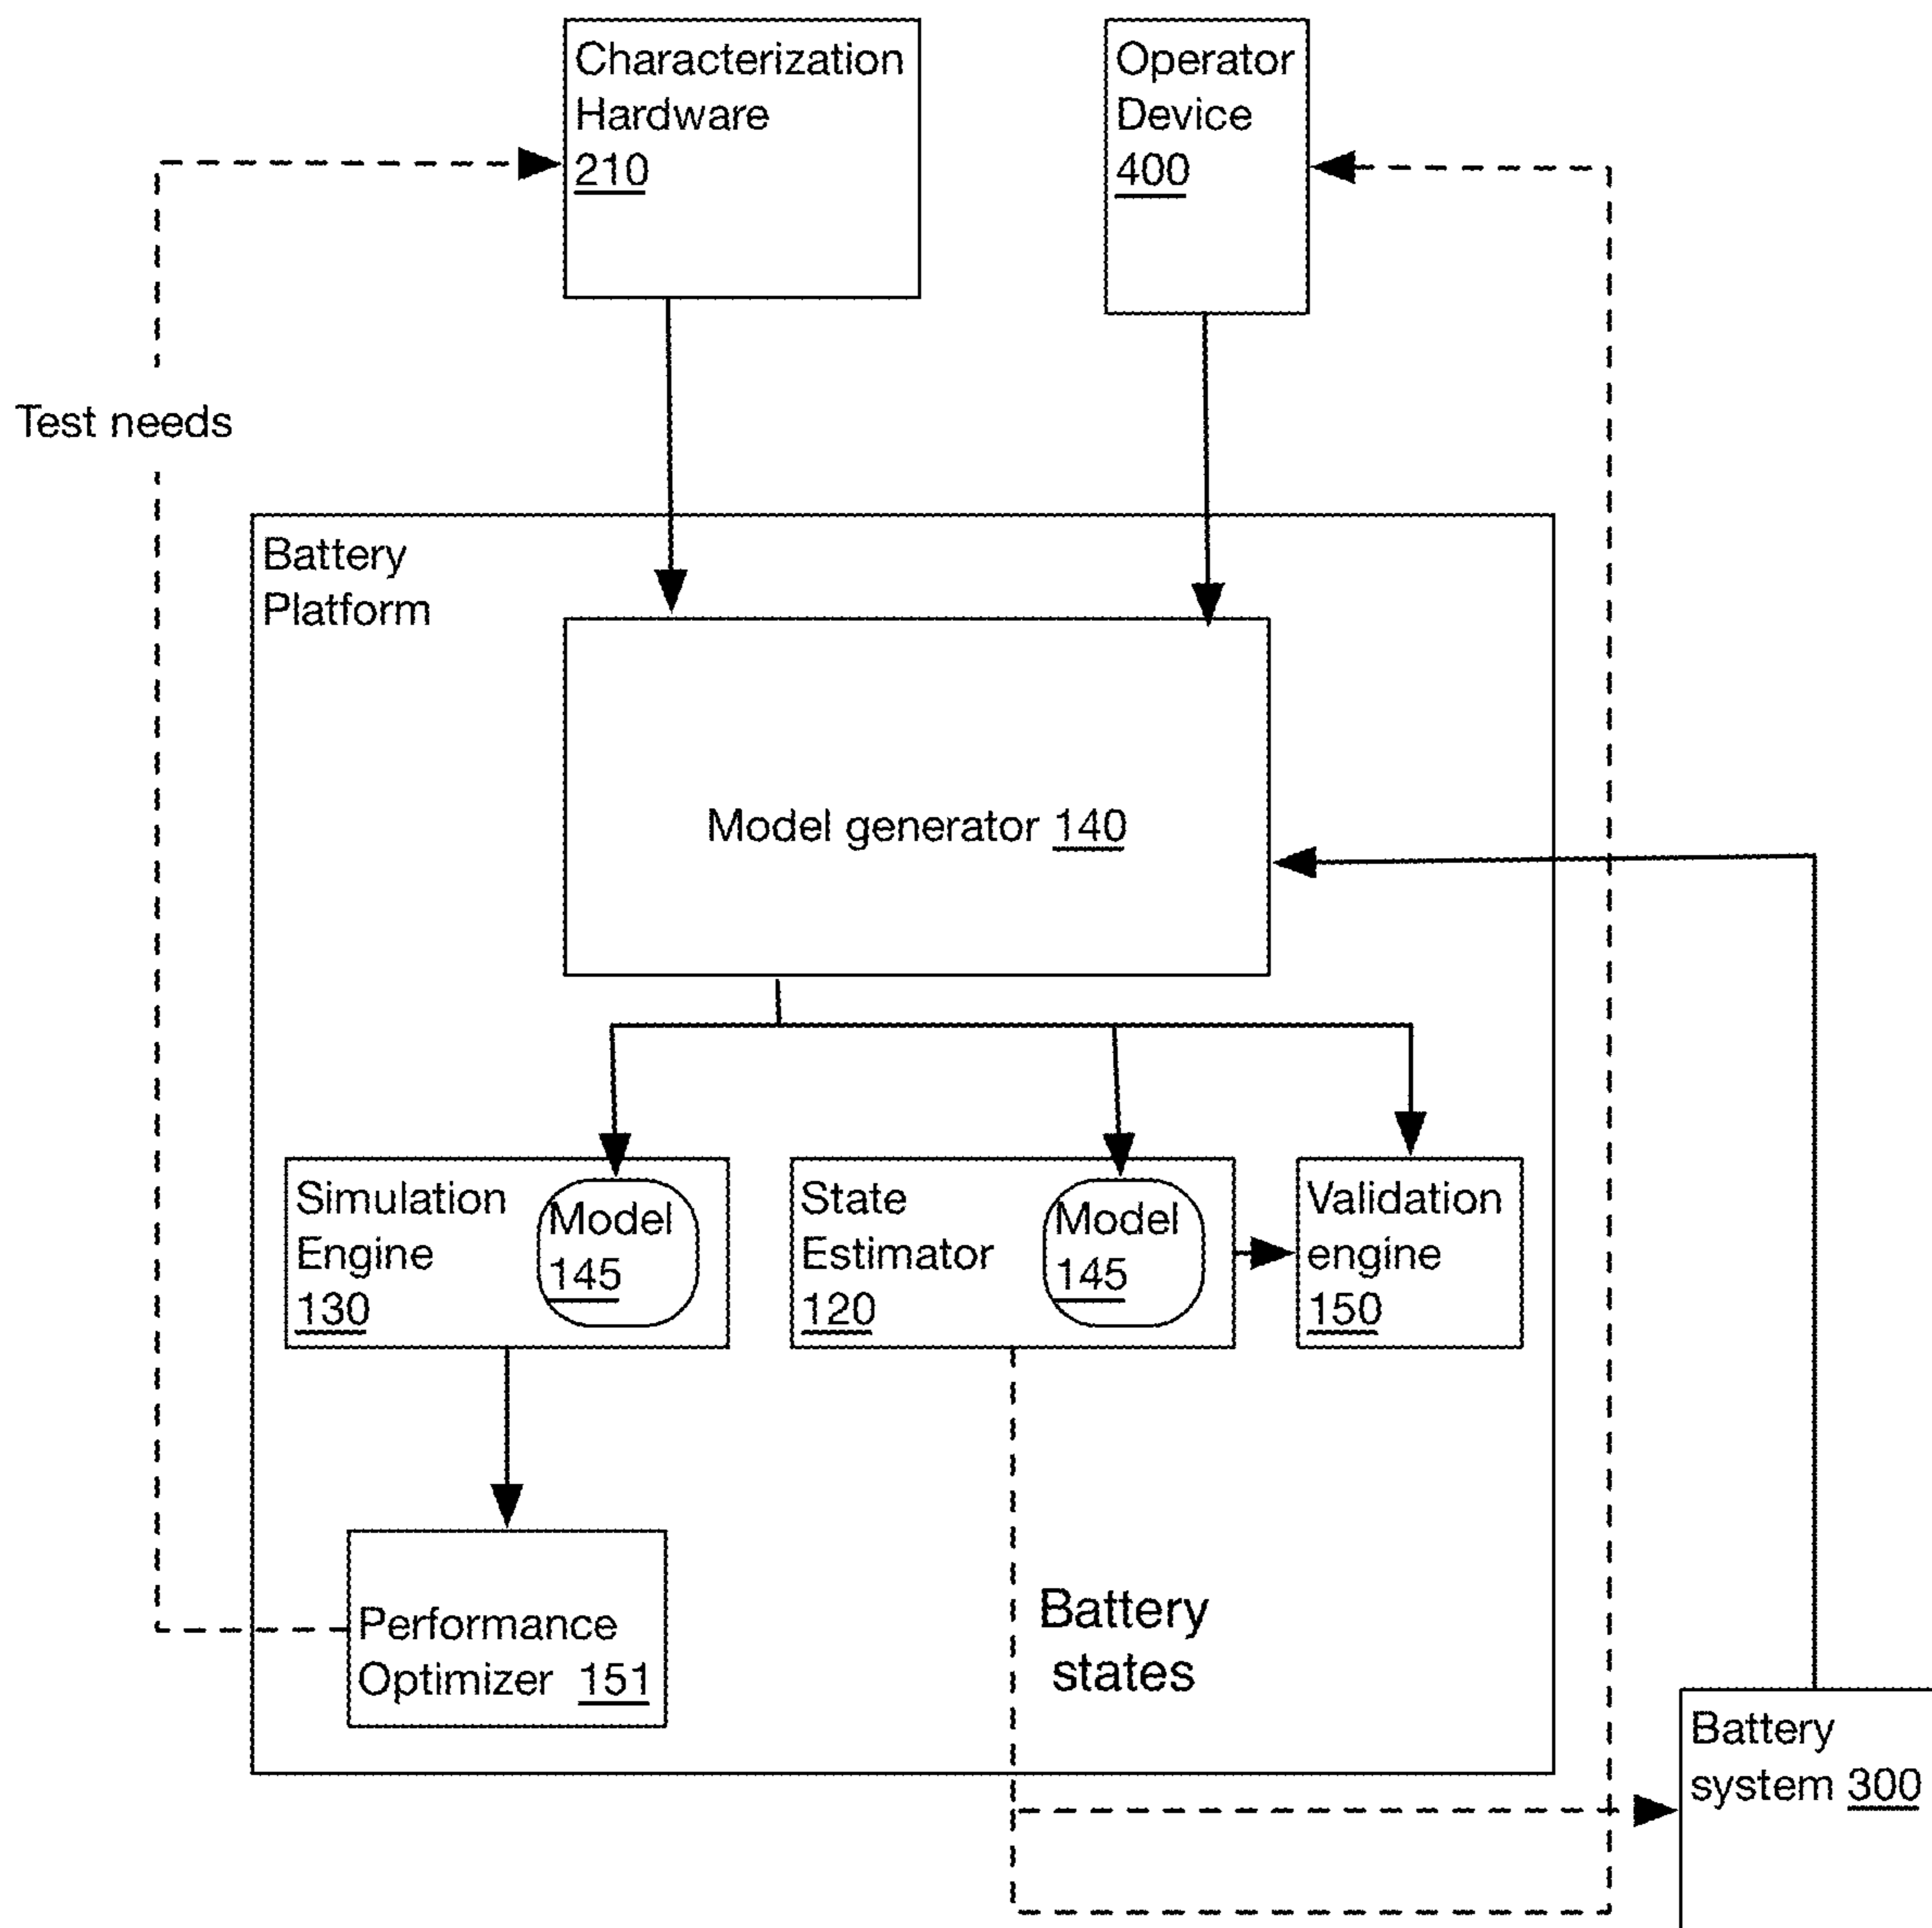 Characterization
Hardware
210
Operator
Device
400
Test needs
Battery
Platform
Model generator 140
Simulation
Engine
130
Model
145
State
Estimator
120
Model
145
Validation
engine
150
Performance
Optimizer 151
Battery
states
Battery
system 300